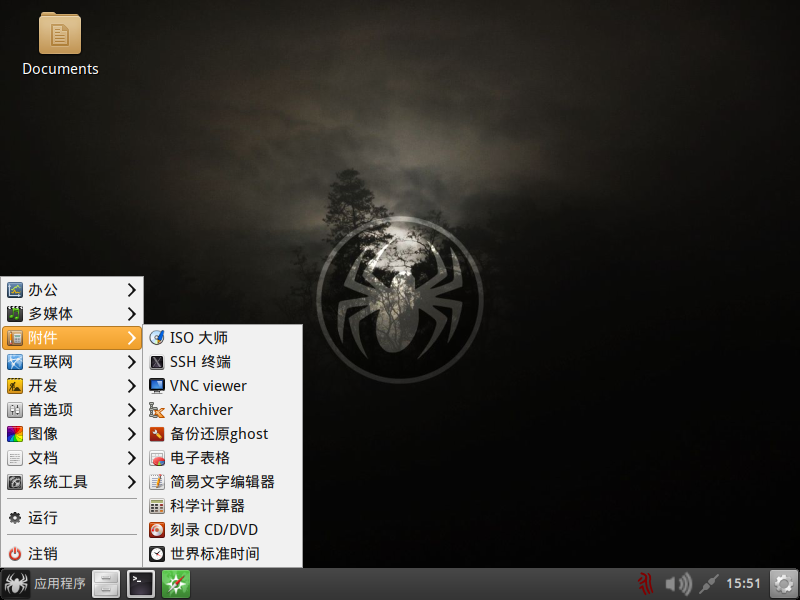 Documents
办公
多媒体
附件
互联网
开发
首选项
图像
文档
系统工具
运行
注销
ISO 大师
SSH 终端
VNC viewer
Xarchiver
备份还原ghost
电子表格
简易文字编辑器
科学计算器
刻录 CD/DVD
世界标准时间
应用程序
15:51